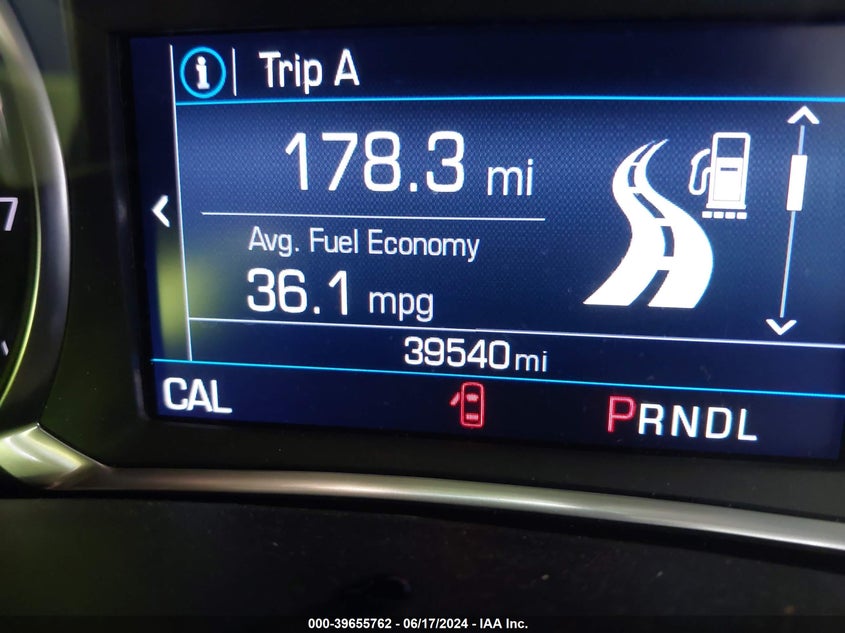 i Trip A
178.3 mi
Avg. Fuel Economy
36.1 mpg
39540 mi
CAL
PRNDL
7
000-39655762 - 06/17/2024 - IAA Inc.